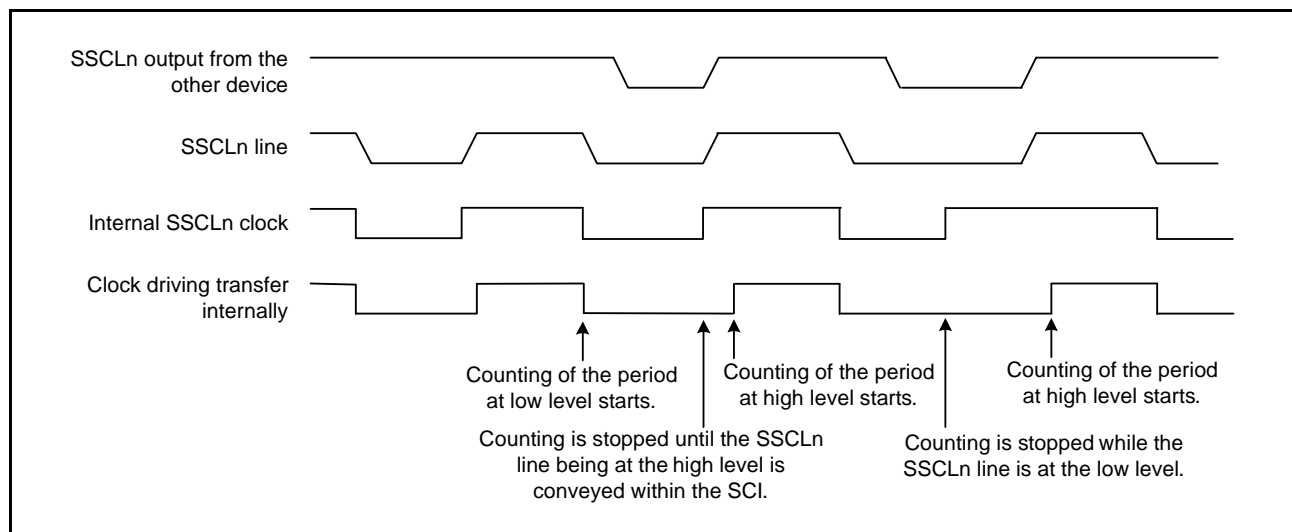 SSCLn output from the
other device
SSCLn line
Internal SSCLn clock
Clock driving transfer
internally
Counting of the period
at low level starts.
Counting of the period
at high level starts.
Counting of the period
at high level starts.
Counting is stopped until the SSCLn
line being at the high level is
conveyed within the SCI.
Counting is stopped while the
SSCLn line is at the low level.